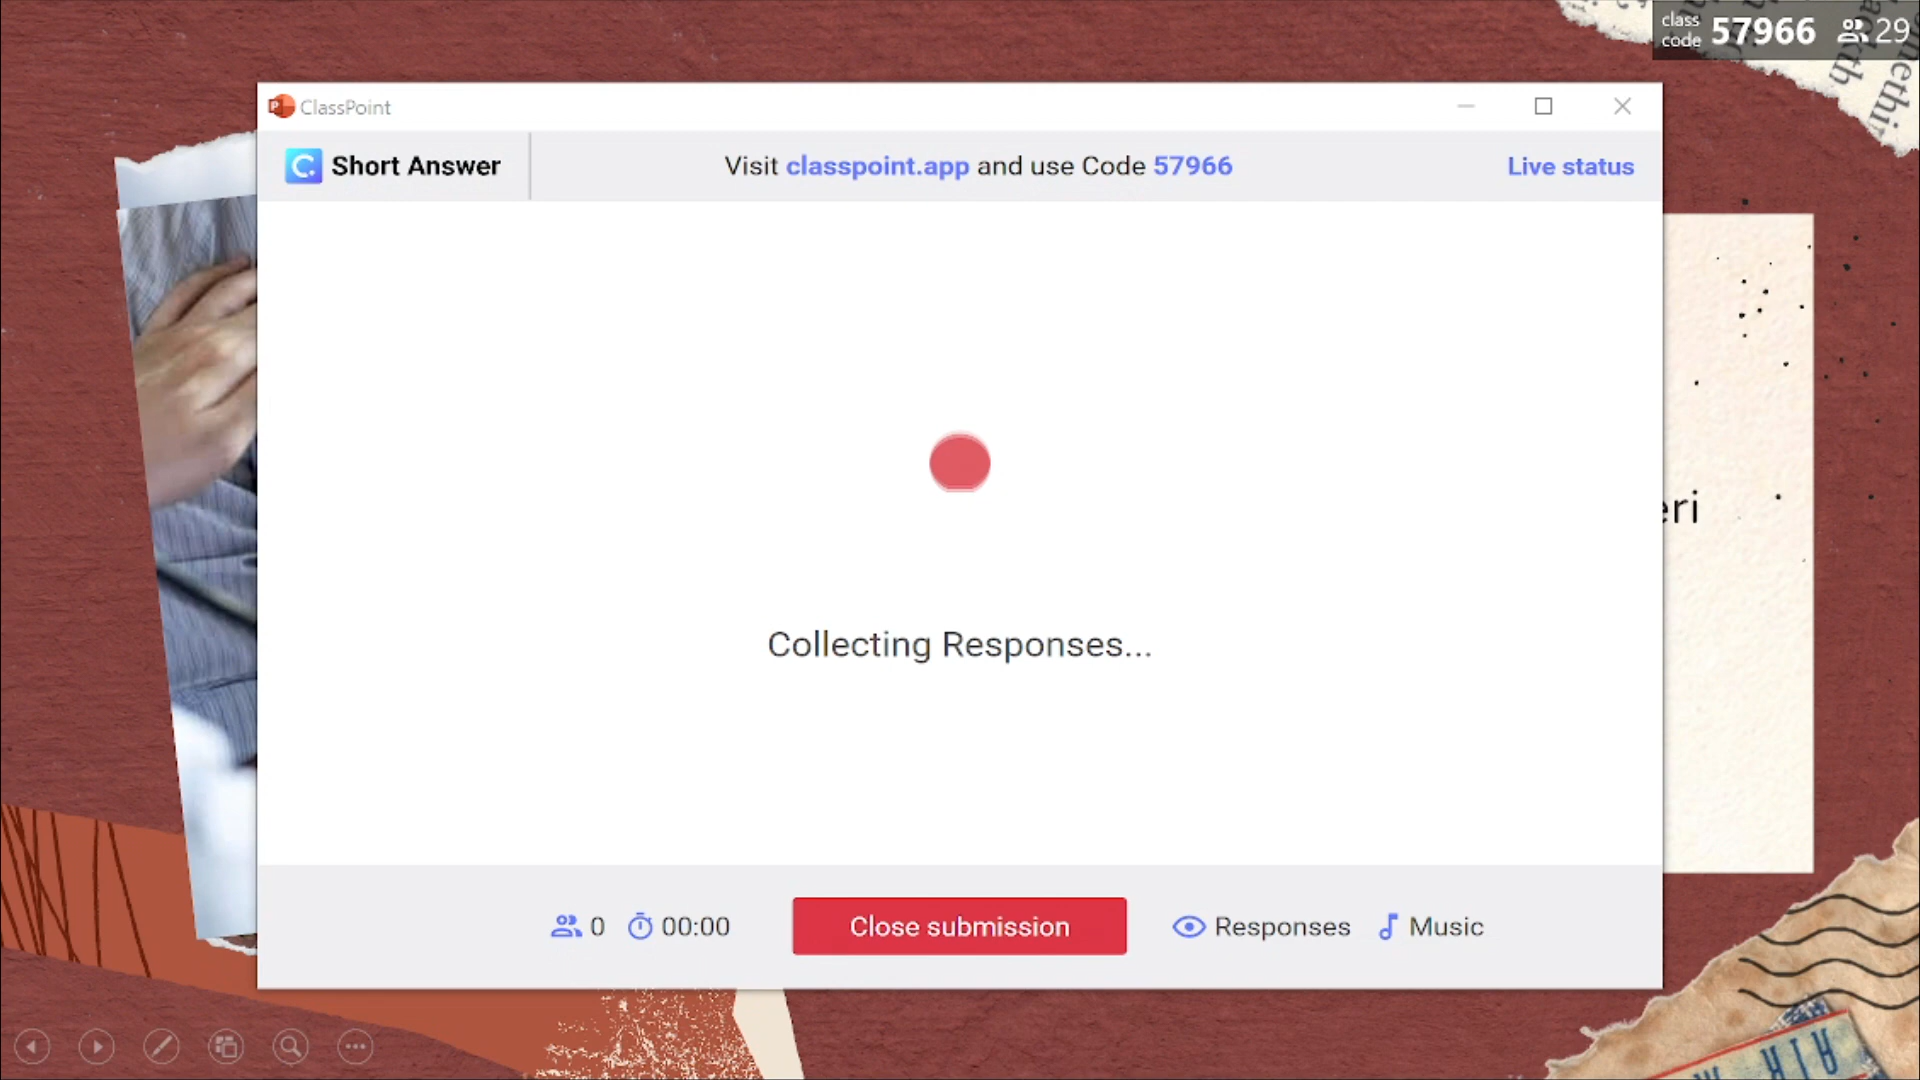 class
code 57966 29
ClassPoint
Short Answer
Visit classpoint.app and use Code 57966
Live status
Collecting Responses...
0 00:00
Close submission
Responses
Music